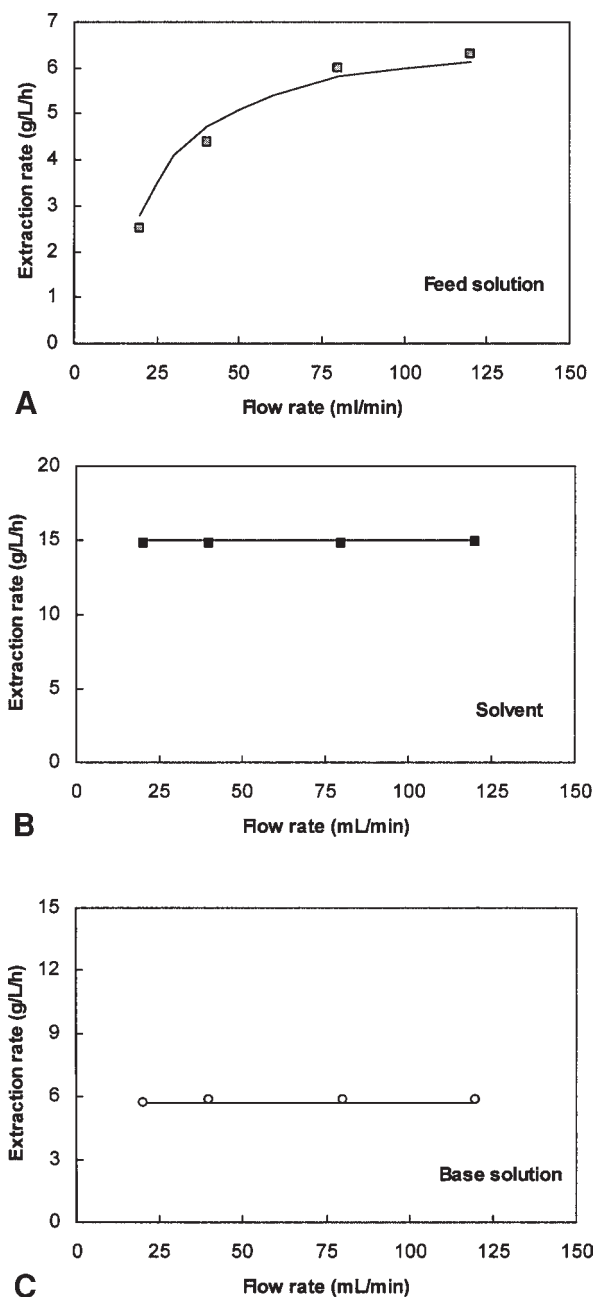 7
6
5
4
3
2
1
0
Extraction rate (g/L/h)
Feed solution
0 25 50 75 100 125 150
A
Flow rate (ml/min)
20
15
10
5
0
Extraction rate (g/L/h)
Solvent
0 25 50 75 100 125 150
B
Flow rate (mL/min)
15
12
9
6
3
0
Extraction rate (g/L/h)
Base solution
0 25 50 75 100 125 150
C
Flow rate (mL/min)